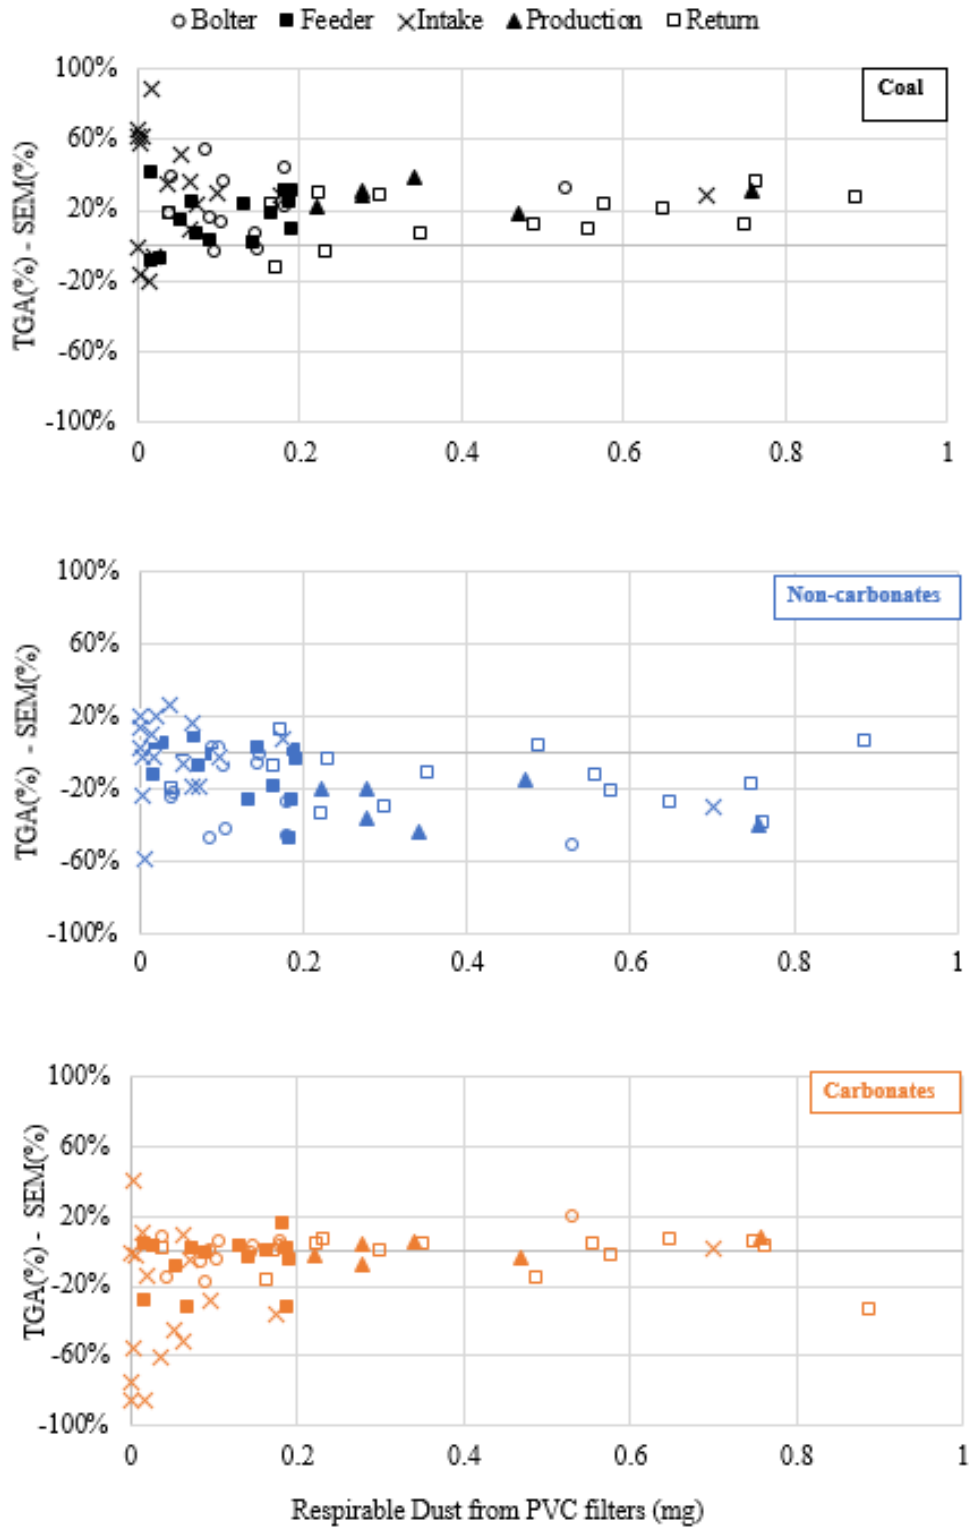 Bolter Feeder Intake Production Return
100%
60%
20%
-20%
-60%
-100%
TGA(%) - SEM(%)
Coal
0 0.2 0.4 0.6 0.8 1
100%
60%
20%
-20%
-60%
-100%
TGA(%) - SEM(%)
Non-carbonates
0 0.2 0.4 0.6 0.8 1
100%
60%
20%
-20%
-60%
-100%
TGA(%) - SEM(%)
Carbonates
0 0.2 0.4 0.6 0.8 1
Respirable Dust from PVC filters (mg)